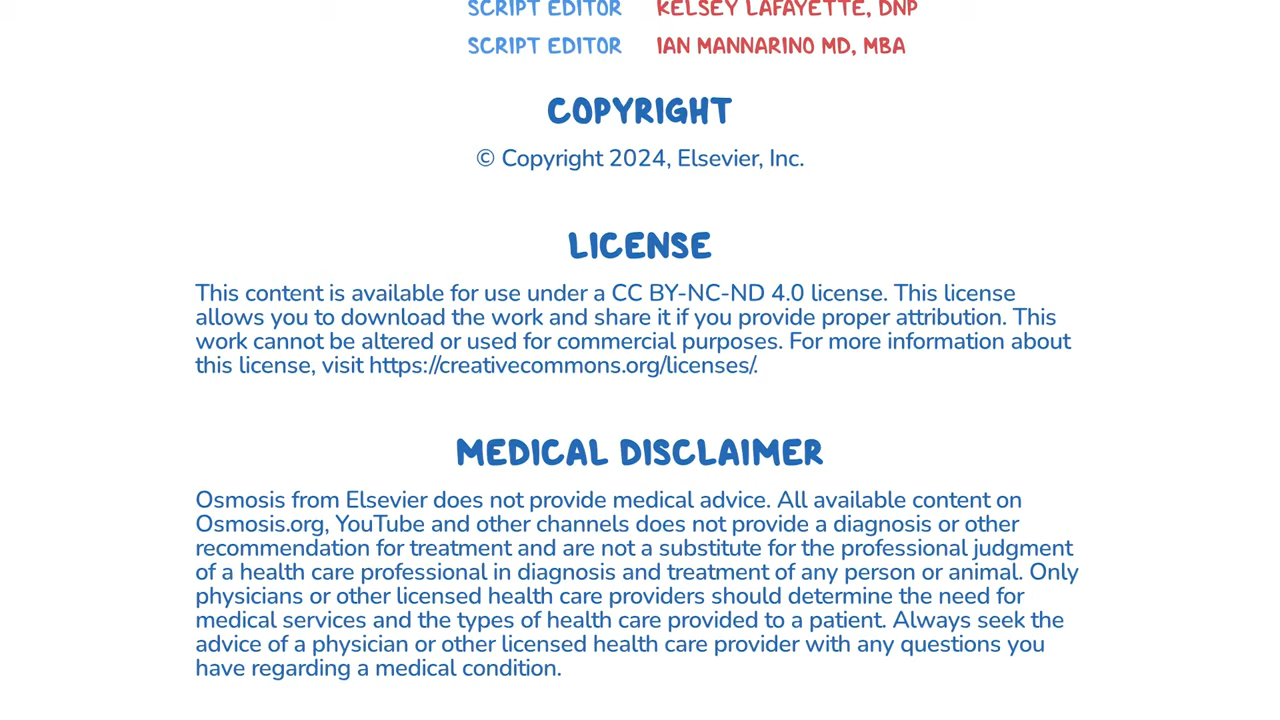 SCRIPT EDITOR KELSEY LAFAYETTE, DNP
SCRIPT EDITOR IAN MANNARINO MD, MBA
COPYRIGHT
© Copyright 2024, Elsevier, Inc.
LICENSE
This content is available for use under a CC BY-NC-ND 4.0 license. This license
allows you to download the work and share it if you provide proper attribution. This
work cannot be altered or used for commercial purposes. For more information about
this license, visit https://creativecommons.org/licenses/.
MEDICAL DISCLAIMER
Osmosis from Elsevier does not provide medical advice. All available content on
Osmosis.org, YouTube and other channels does not provide a diagnosis or other
recommendation for treatment and are not a substitute for the professional judgment
of a health care professional in diagnosis and treatment of any person or animal. Only
physicians or other licensed health care providers should determine the need for
medical services and the types of health care provided to a patient. Always seek the
advice of a physician or other licensed health care provider with any questions you
have regarding a medical condition.